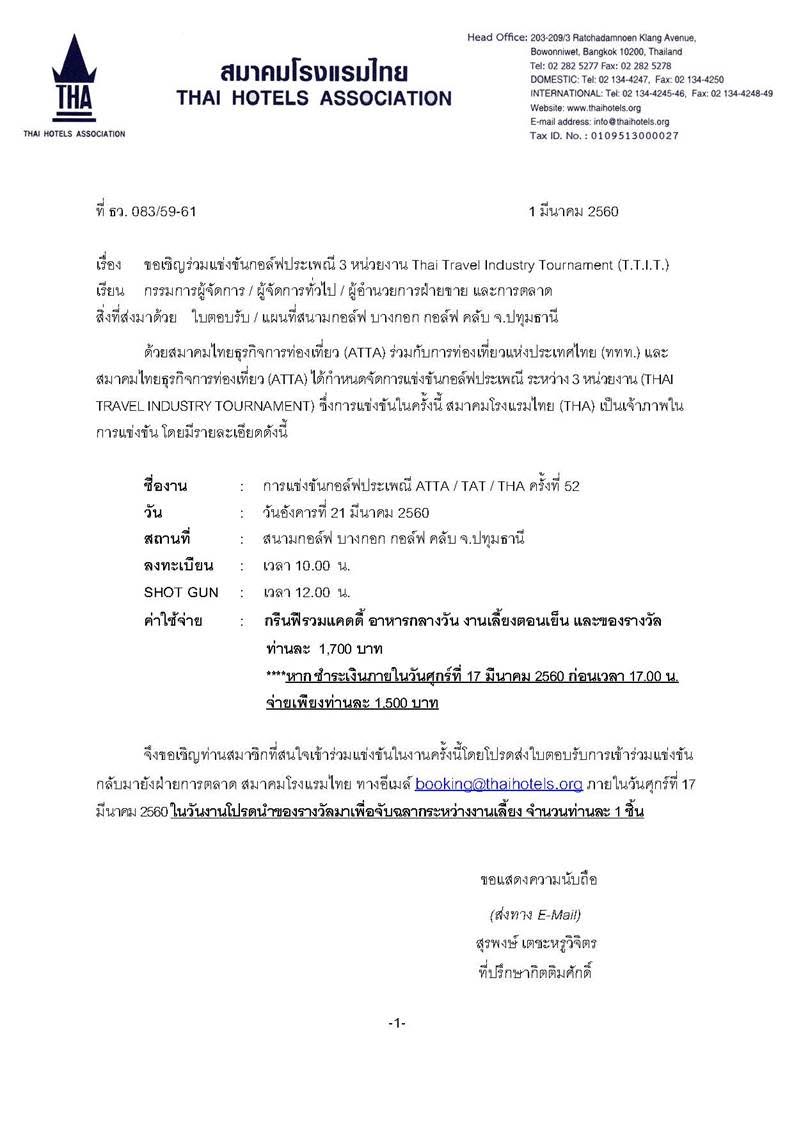 THA
THAI HOTELS ASSOCIATION
สมาคมโรงแรมไทย
THAI HOTELS ASSOCIATION
Head Office: 203-209/3 Ratchadamnoen Klang Avenue,
Bowonniwet, Bangkok 10200, Thailand
Tel: 02 282 5277 Fax: 02 282 5278
DOMESTIC: Tel: 02 134-4247, Fax: 02 134-4250
INTERNATIONAL: Tel: 02 134-4245-46, Fax: 02 134-4248-49
Website: www.thaihotels.org
E-mail address: info@thaihotels.org
Tax ID. No. : 0109513000027
ที่ ธว. 083/59-61 1 มีนาคม 2560
เรื่อง ขอเชิญร่วมแข่งขันกอล์ฟประเพณี 3 หน่วยงาน Thai Travel Industry Tournament (T.T.I.T.)
เรียน กรรมการผู้จัดการ / ผู้จัดการทั่วไป / ผู้อำนวยการฝ่ายขาย และการตลาด
สิ่งที่ส่งมาด้วย ใบตอบรับ / แผนที่สนามกอล์ฟ บางกอก กอล์ฟ คลับ จ.ปทุมธานี
ด้วยสมาคมไทยธุรกิจการท่องเที่ยว (ATTA) ร่วมกับการท่องเที่ยวแห่งประเทศไทย (ททท.) และ
สมาคมไทยธุรกิจการท่องเที่ยว (ATTA) ได้กำหนดจัดการแข่งขันกอล์ฟประเพณี ระหว่าง 3 หน่วยงาน (THAI
TRAVEL INDUSTRY TOURNAMENT) ซึ่งการแข่งขันในครั้งนี้ สมาคมโรงแรมไทย (THA) เป็นเจ้าภาพใน
การแข่งขัน โดยมีรายละเอียดดังนี้
ชื่องาน : การแข่งขันกอล์ฟประเพณี ATTA / TAT / THA ครั้งที่ 52
วัน : วันอังคารที่ 21 มีนาคม 2560
สถานที่ : สนามกอล์ฟ บางกอก กอล์ฟ คลับ จ.ปทุมธานี
ลงทะเบียน : เวลา 10.00 น.
SHOT GUN : เวลา 12.00 น.
ค่าใช้จ่าย : กรีนฟีรวมแคดดี้ อาหารกลางวัน งานเลี้ยงตอนเย็น และของรางวัล
ท่านละ 1,700 บาท
****หากชำระเงินภายในวันศุกร์ที่ 17 มีนาคม 2560 ก่อนเวลา 17.00 น.
จ่ายเพียงท่านละ 1,500 บาท
จึงขอเชิญท่านสมาชิกที่สนใจเข้าร่วมแข่งขันในงานครั้งนี้โดยโปรดส่งใบตอบรับการเข้าร่วมแข่งขัน
กลับมายังฝ่ายการตลาด สมาคมโรงแรมไทย ทางอีเมล์ booking@thaihotels.org ภายในวันศุกร์ที่ 17
มีนาคม 2560 ในวันงานโปรดนำของรางวัลมาเพื่อจับฉลากระหว่างงานเลี้ยง จำนวนท่านละ 1 ชิ้น
ขอแสดงความนับถือ
(ส่งทาง E-Mail)
สุรพงษ์ เตชะหรูวิจิตร
ที่ปรึกษากิตติมศักดิ์
-1-